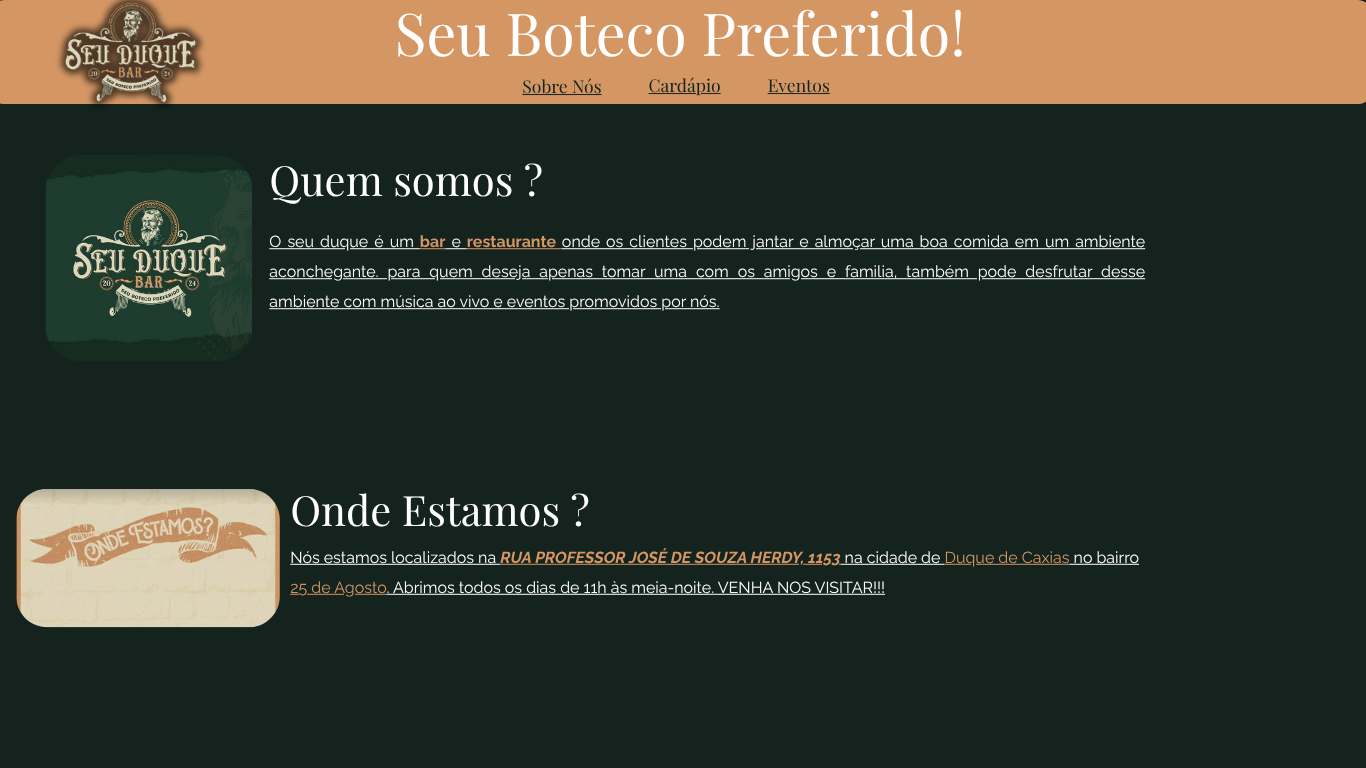 SEU DUQUE
20 BAR 24
SEU BOTECO PREFERIDO
Seu Boteco Preferido!
Sobre Nós Cardápio Eventos
SEU DUQUE
20 BAR 24
SEU BOTECO PREFERIDO
Quem somos ?
O seu duque é um bar e restaurante onde os clientes podem jantar e almoçar uma boa comida em um ambiente
aconchegante. para quem deseja apenas tomar uma com os amigos e familia, também pode desfrutar desse
ambiente com música ao vivo e eventos promovidos por nós.
ONDE ESTAMOS?
Onde Estamos ?
Nós estamos localizados na RUA PROFESSOR JOSÉ DE SOUZA HERDY, 1153 na cidade de Duque de Caxias no bairro
25 de Agosto. Abrimos todos os dias de 11h às meia-noite. VENHA NOS VISITAR!!!